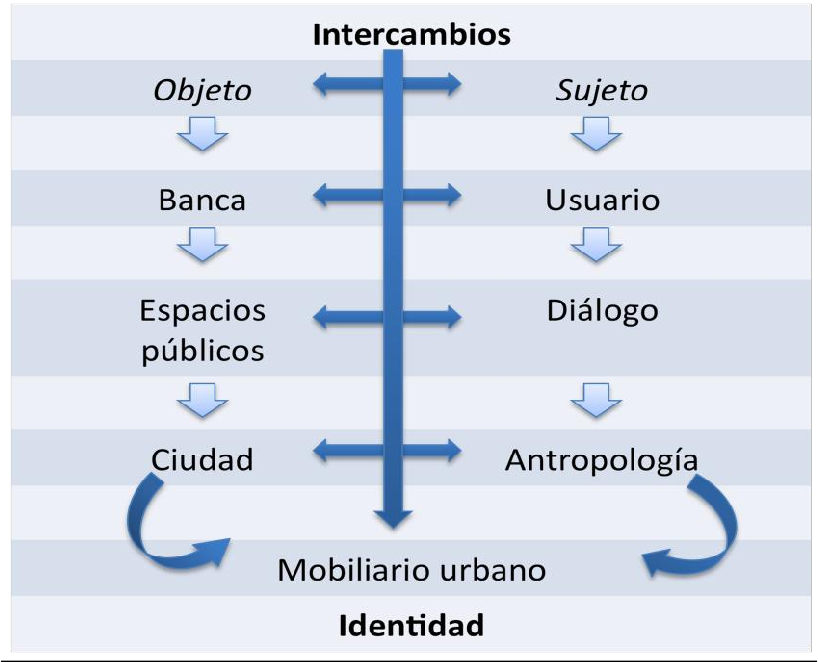 Intercambios
Objeto Sujeto
Banca Usuario
Espacios Diálogo
públicos
Ciudad Antropología
Mobiliario urbano
Identidad